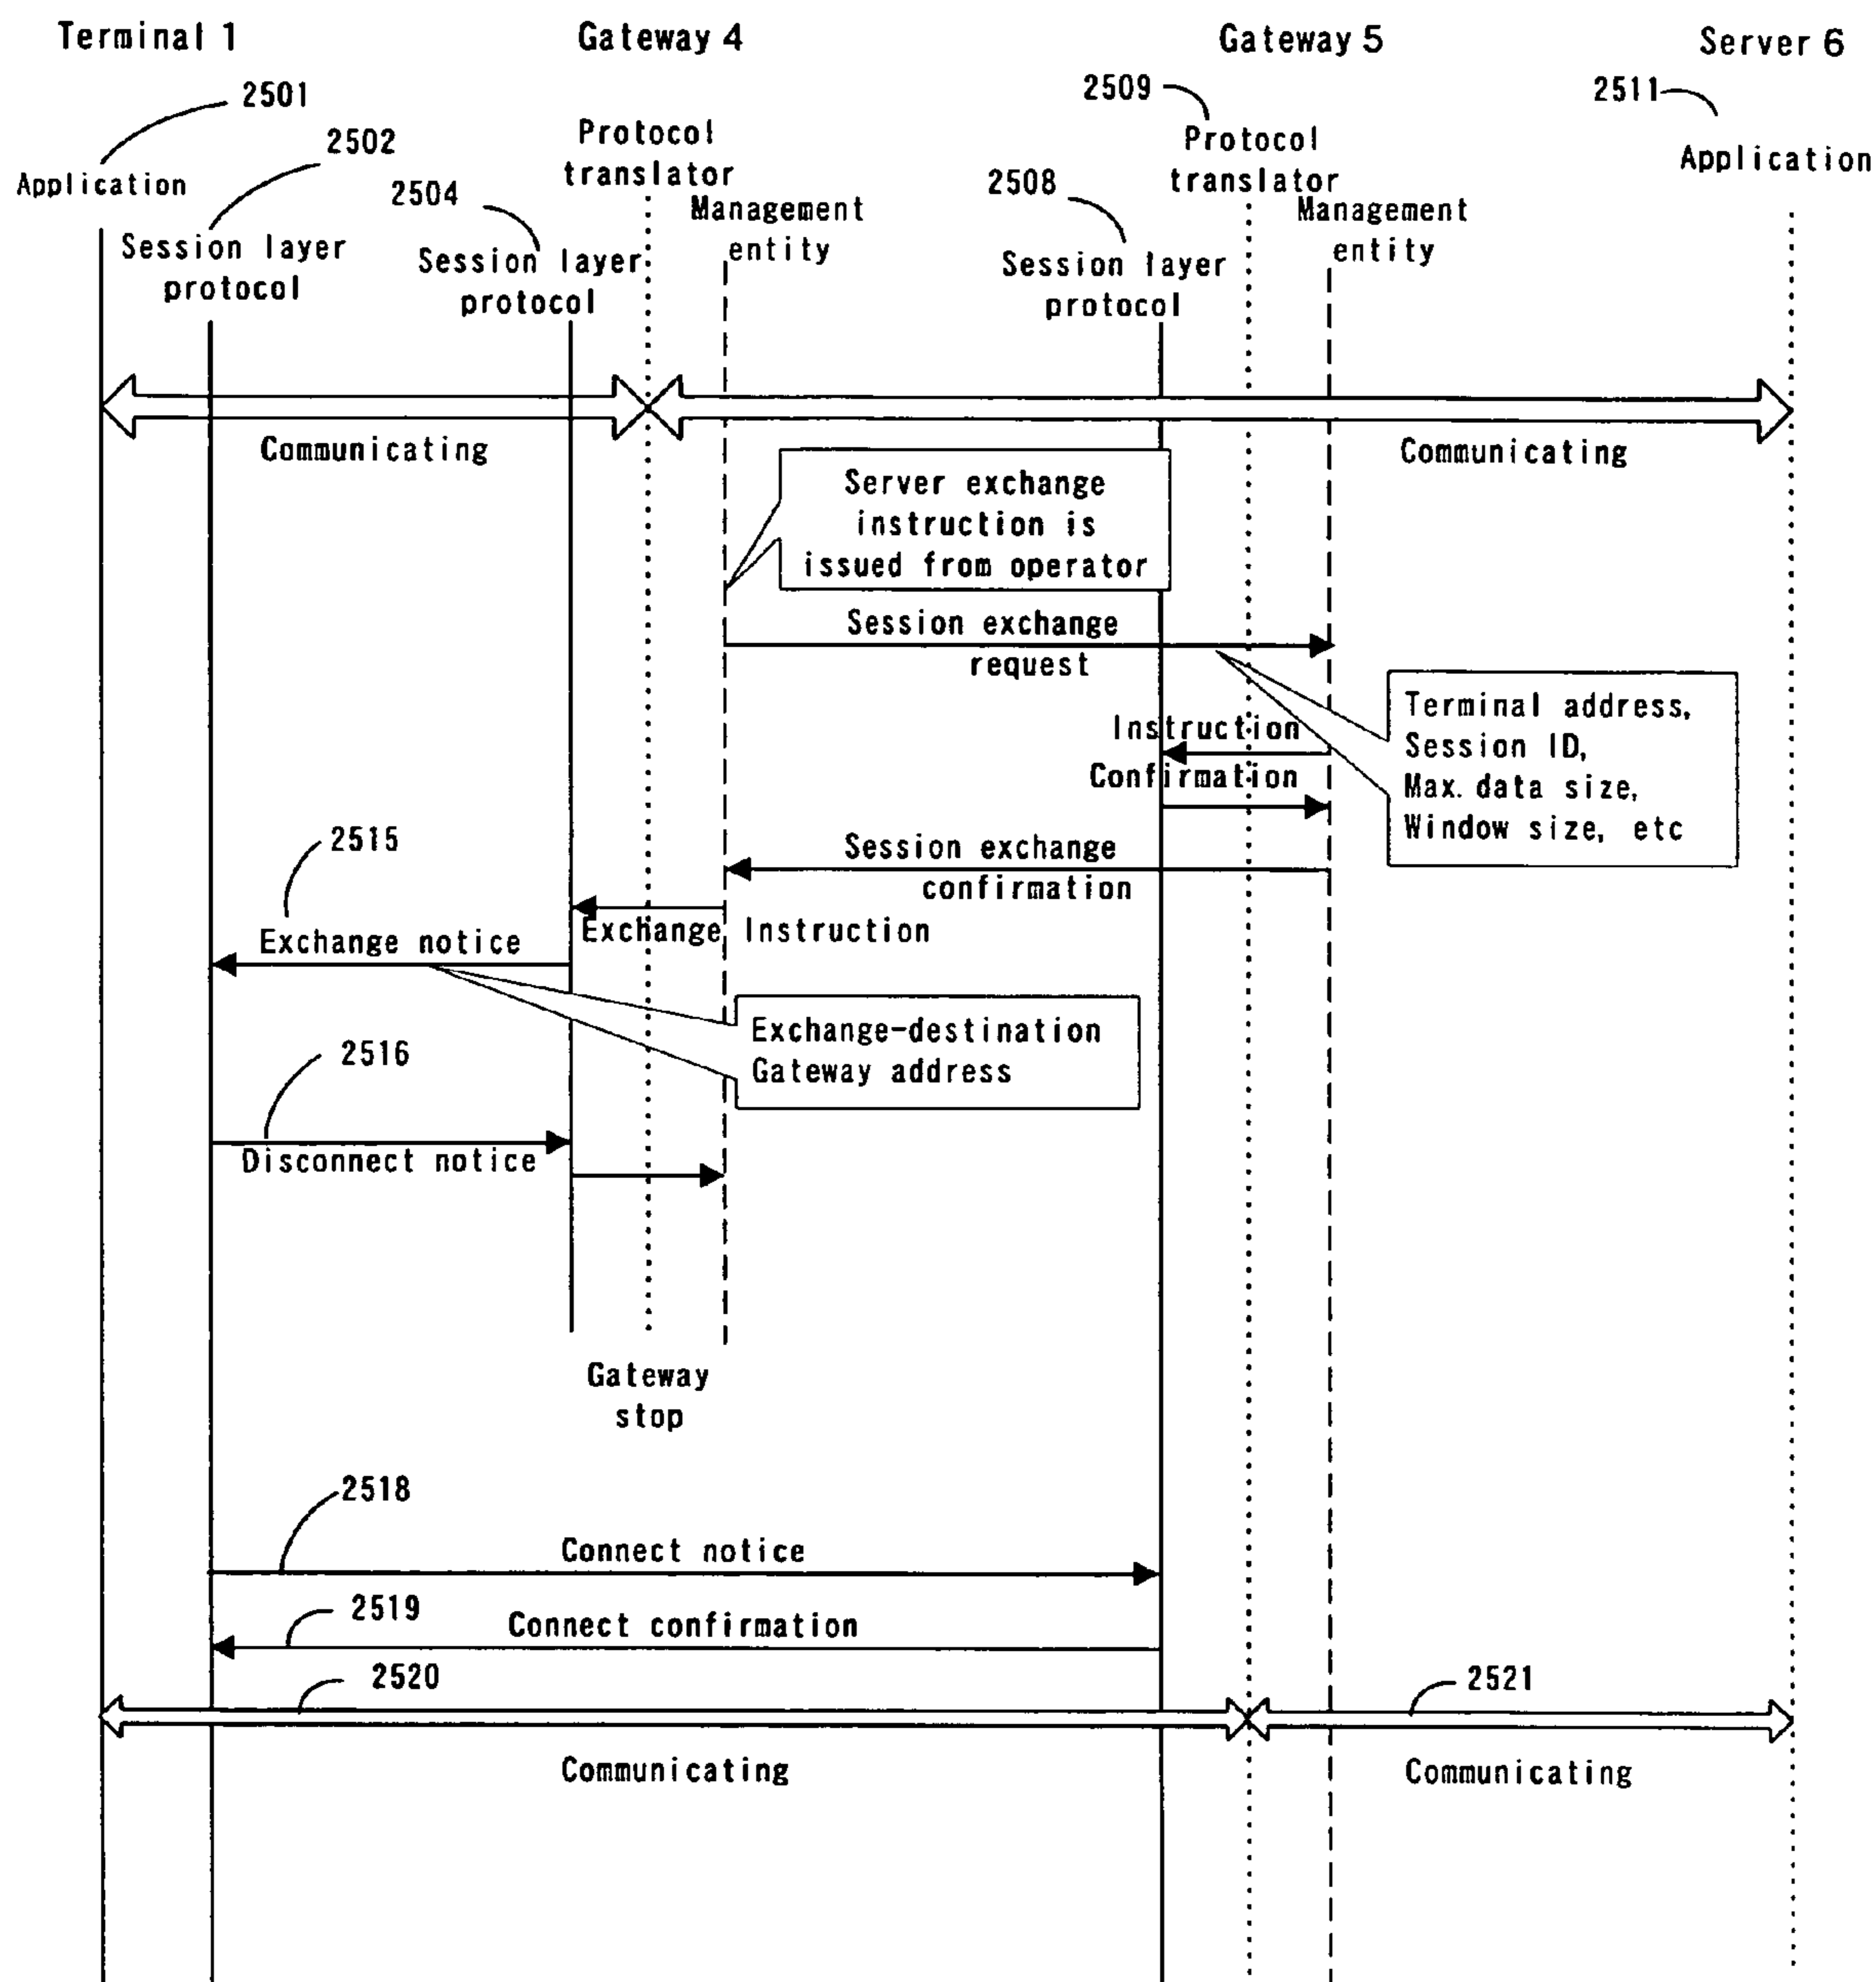 Terminal 1
Gateway 4
Gateway 5
Server 6
2501
2509
2511
2502
Protocol
translator
Protocol
translator
Application
Application
2504
2508
Management
entity
Management
entity
Session layer
protocol
Session layer
protocol
Session layer
protocol
Communicating
Communicating
Server exchange
instruction is
issued from operator
Session exchange
request
Terminal address,
Session ID,
Max. data size,
Window size, etc
Instruction
Confirmation
2515
Session exchange
confirmation
Exchange Instruction
Exchange notice
Exchange-destination
Gateway address
2516
Disconnect notice
Gateway
stop
2518
Connect notice
2519
Connect confirmation
2520
2521
Communicating
Communicating